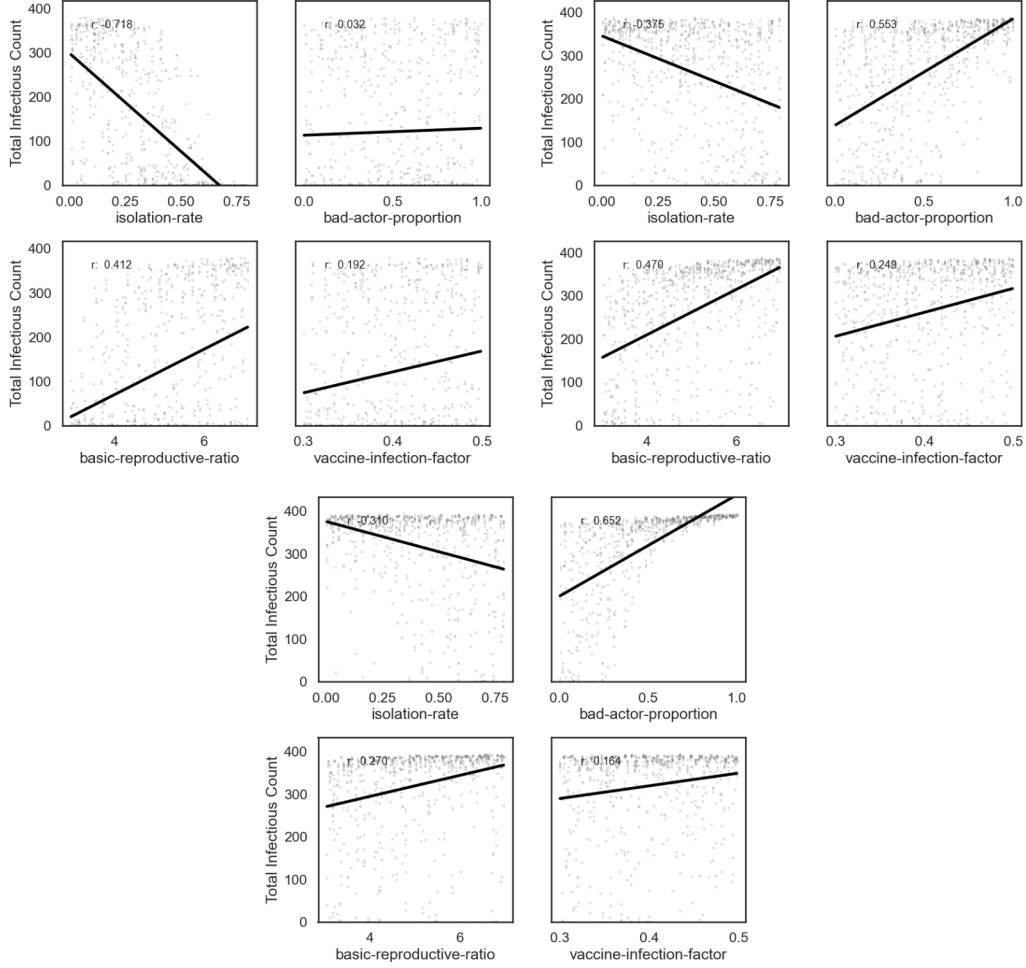 400
300
200
100
0
Total Infectious Count
r: -0.718
0.00 0.25 0.50 0.75
isolation-rate
r: 0.032
0.0 0.5 1.0
bad-actor-proportion
400
300
200
100
0
Total Infectious Count
r: -0.375
0.00 0.25 0.50 0.75
isolation-rate
r: 0.553
0.0 0.5 1.0
bad-actor-proportion
400
300
200
100
0
Total Infectious Count
r: 0.412
4 6
basic-reproductive-ratio
r: 0.192
0.3 0.4 0.5
vaccine-infection-factor
400
300
200
100
0
Total Infectious Count
r: 0.470
4 6
basic-reproductive-ratio
r: 0.249
0.3 0.4 0.5
vaccine-infection-factor
400
300
200
100
0
Total Infectious Count
r: -0.310
0.00 0.25 0.50 0.75
isolation-rate
r: 0.652
0.0 0.5 1.0
bad-actor-proportion
400
300
200
100
0
Total Infectious Count
r: 0.270
4 6
basic-reproductive-ratio
r: 0.164
0.3 0.4 0.5
vaccine-infection-factor